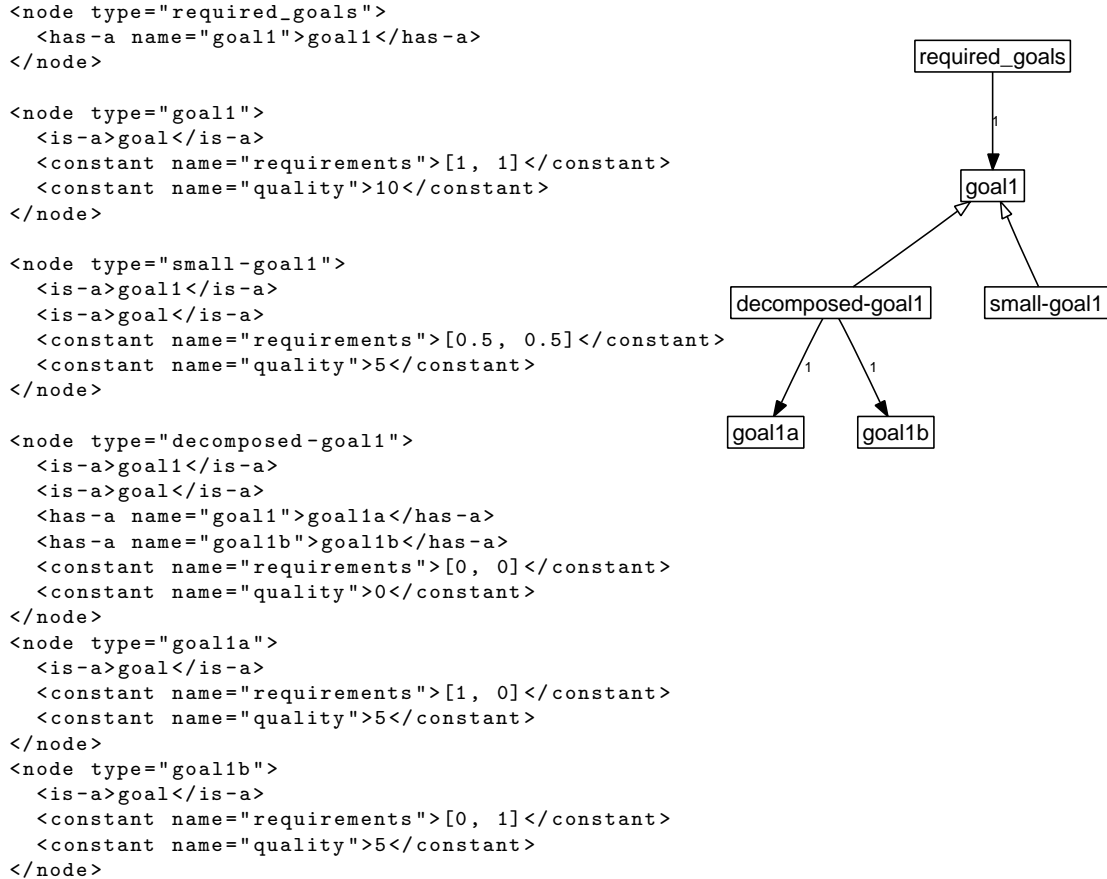 <node type="required_goals">
  <has-a name="goal1">goal1</has-a>
</node>

<node type="goal1">
  <is-a>goal</is-a>
  <constant name="requirements">[1, 1]</constant>
  <constant name="quality">10</constant>
</node>

<node type="small-goal1">
  <is-a>goal1</is-a>
  <is-a>goal</is-a>
  <constant name="requirements">[0.5, 0.5]</constant>
  <constant name="quality">5</constant>
</node>

<node type="decomposed-goal1">
  <is-a>goal1</is-a>
  <is-a>goal</is-a>
  <has-a name="goal1">goal1a</has-a>
  <has-a name="goal1b">goal1b</has-a>
  <constant name="requirements">[0, 0]</constant>
  <constant name="quality">0</constant>
</node>
<node type="goal1a">
  <is-a>goal</is-a>
  <constant name="requirements">[1, 0]</constant>
  <constant name="quality">5</constant>
</node>
<node type="goal1b">
  <is-a>goal</is-a>
  <constant name="requirements">[0, 1]</constant>
  <constant name="quality">5</constant>
</node>
required_goals
1
goal1
decomposed-goal1
small-goal1
1
1
goal1a
goal1b